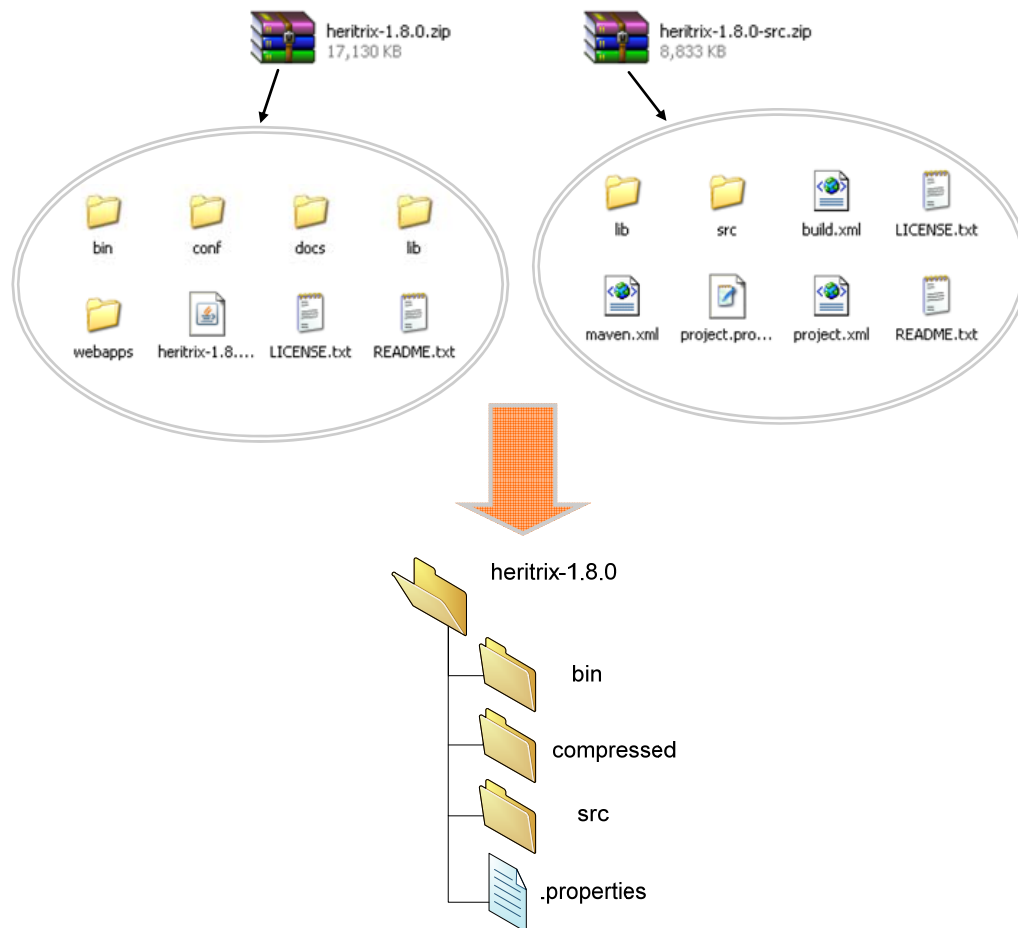 heritrix-1.8.0.zip
17,130 KB
heritrix-1.8.0-src.zip
8,833 KB
bin
conf
docs
lib
webapps
heritrix-1.8....
LICENSE.txt
README.txt
lib
src
build.xml
LICENSE.txt
maven.xml
project.pro...
project.xml
README.txt
heritrix-1.8.0
bin
compressed
src
.properties